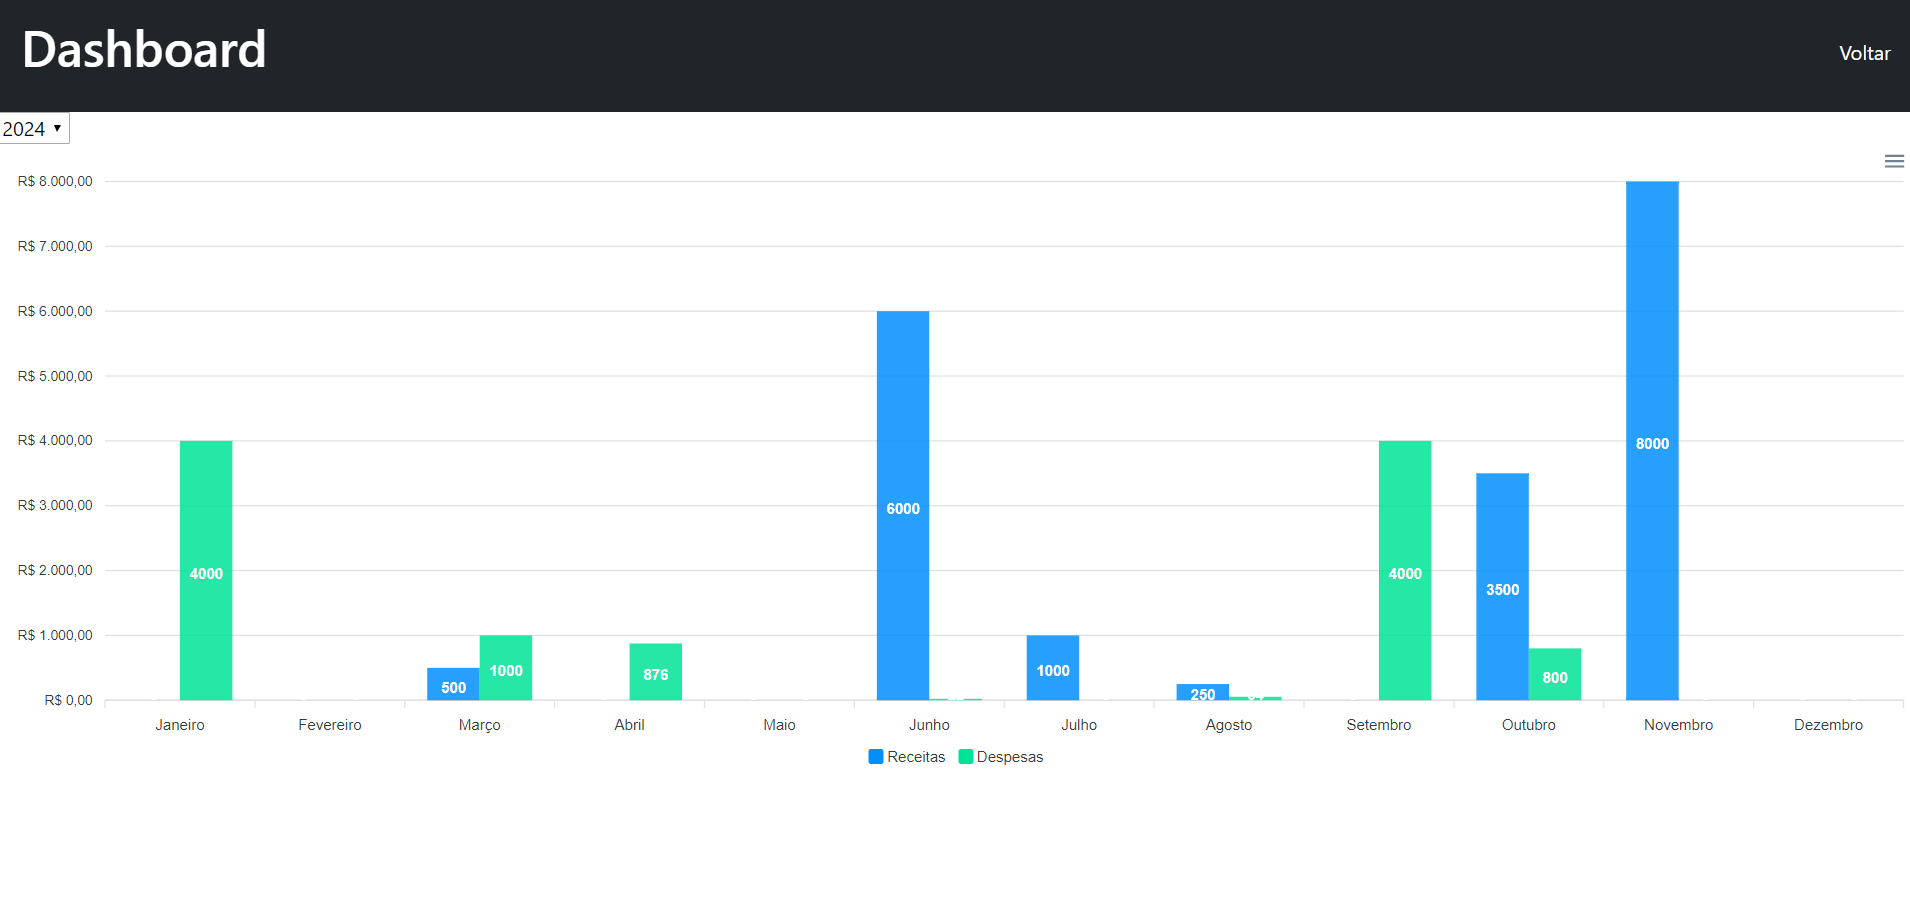 Dashboard
Voltar
2024
R$ 8.000,00
R$ 7.000,00
R$ 6.000,00
R$ 5.000,00
R$ 4.000,00
R$ 3.000,00
R$ 2.000,00
R$ 1.000,00
R$ 0,00
4000
500
1000
876
6000
1000
250
4000
3500
800
8000
Janeiro
Fevereiro
Março
Abril
Maio
Junho
Julho
Agosto
Setembro
Outubro
Novembro
Dezembro
Receitas
Despesas